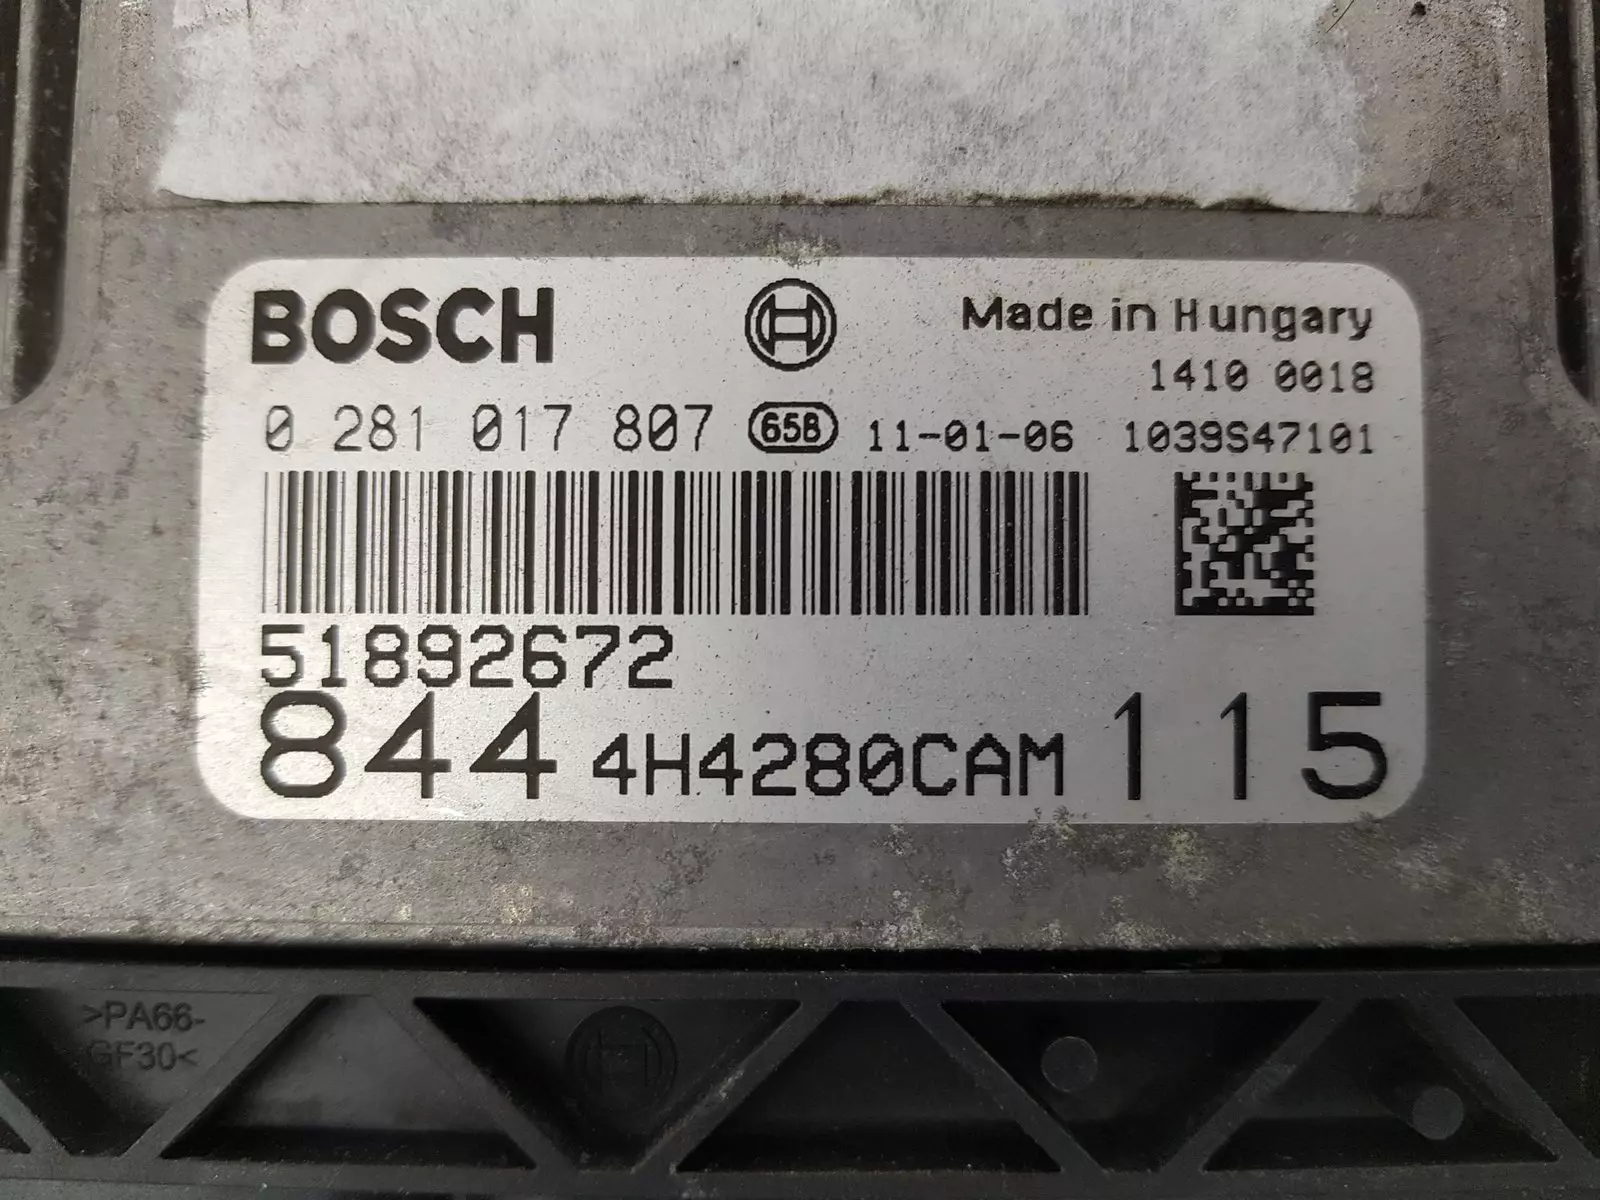 BOSCH Made in Hungary
1410 0018
0 281 017 807 65B 11-01-06 1039S47101
51892672
844 4H4280CAM 115
>PA66-
GF30<